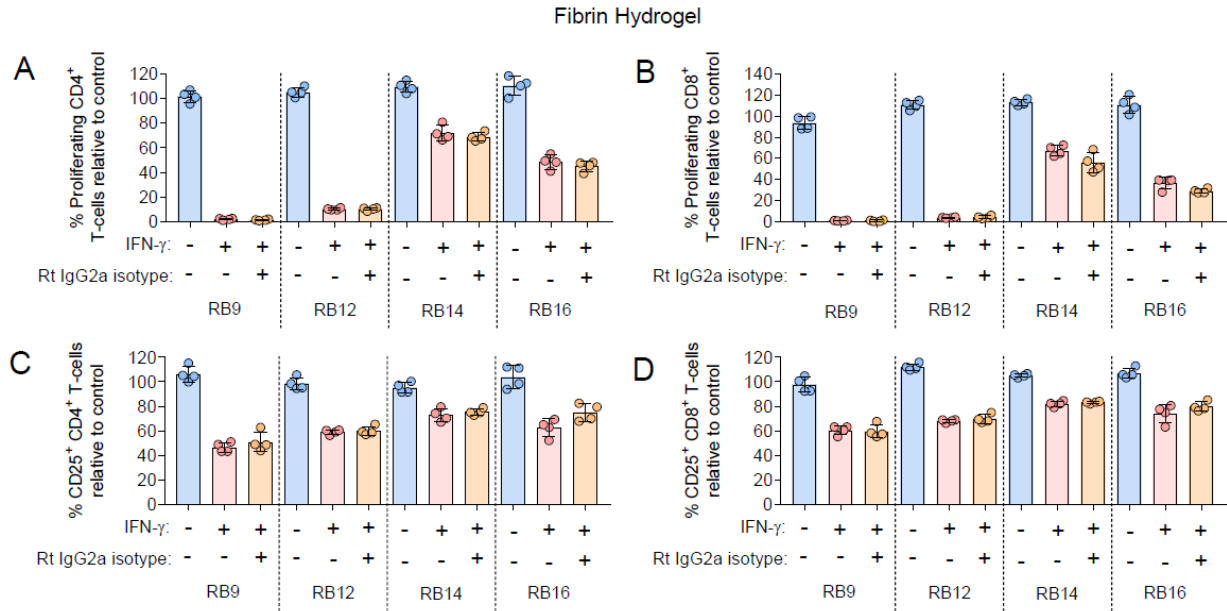 Fibrin Hydrogel
A
% Proliferating CD4⁺
T-cells relative to control
120
100
80
60
40
20
0
IFN-γ: - + + - + + - + + - + +
Rt IgG2a isotype: - - + - - + - - + - - +
RB9 RB12 RB14 RB16
B
% Proliferating CD8⁺
T-cells relative to control
140
120
100
80
60
40
20
0
IFN-γ: - + + - + + - + + - + +
Rt IgG2a isotype: - - + - - + - - + - - +
RB9 RB12 RB14 RB16
C
% CD25⁺ CD4⁺ T-cells
relative to control
120
100
80
60
40
20
0
IFN-γ: - + + - + + - + + - + +
Rt IgG2a isotype: - - + - - + - - + - - +
RB9 RB12 RB14 RB16
D
% CD25⁺ CD8⁺ T-cells
relative to control
120
100
80
60
40
20
0
IFN-γ: - + + - + + - + + - + +
Rt IgG2a isotype: - - + - - + - - + - - +
RB9 RB12 RB14 RB16